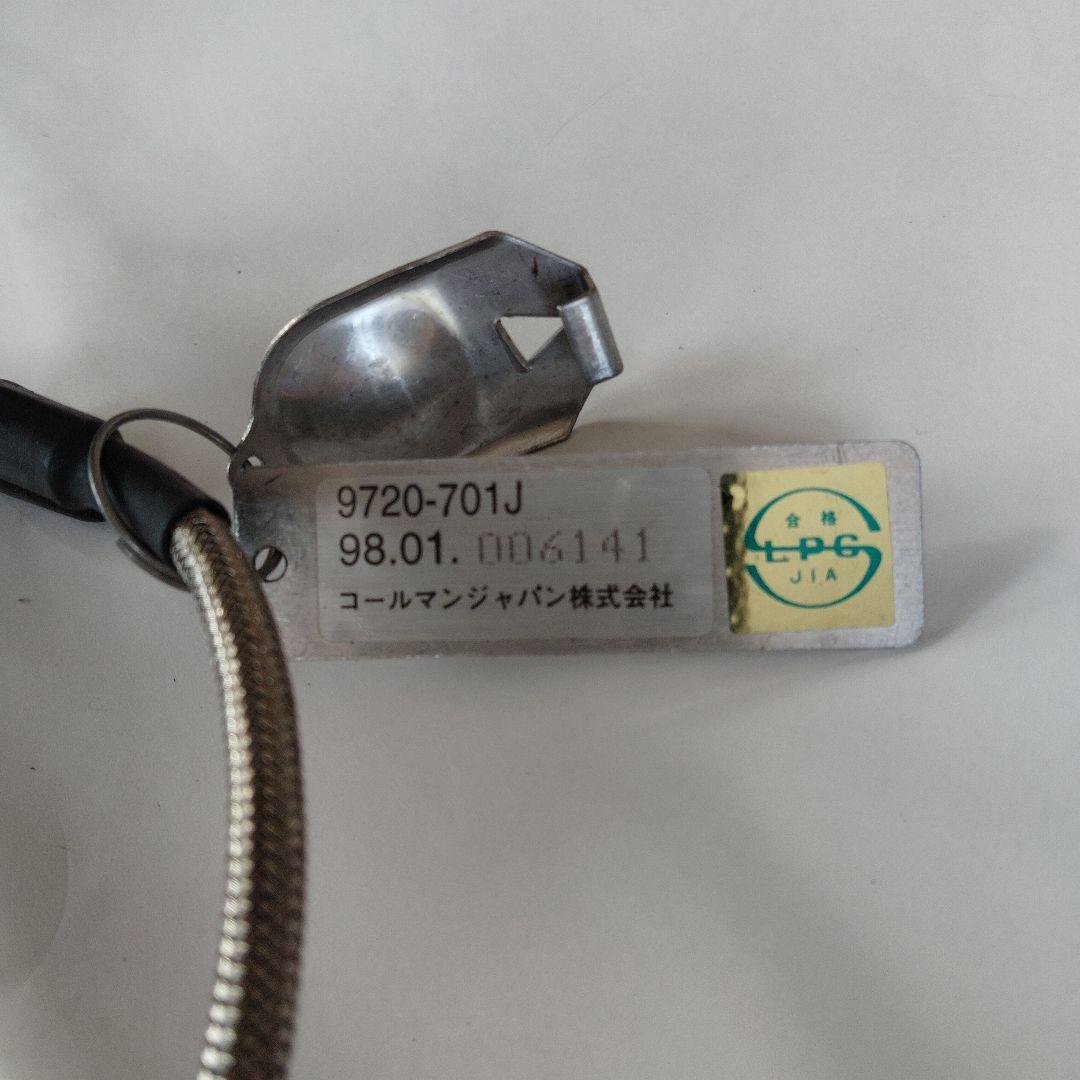 9720-701J
98.01. 006141
コールマンジャパン株式会社
合格
LPG
JIA